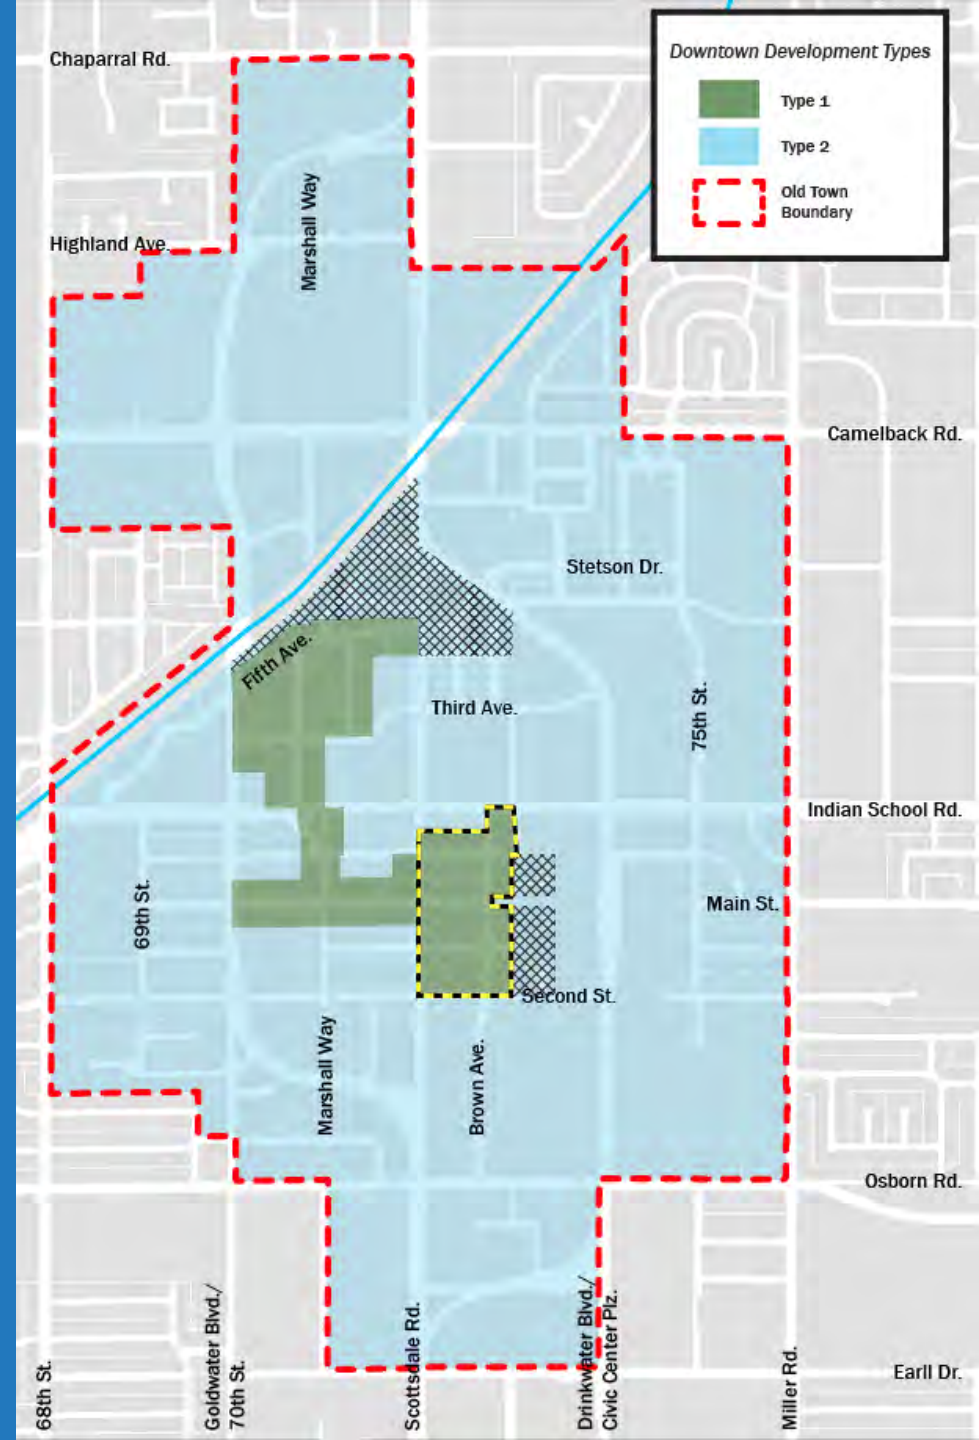 Downtown Development Types
Type 1
Type 2
Old Town
Boundary
Chaparral Rd.
Marshall Way
Highland Ave.
Camelback Rd.
Stetson Dr.
Fifth Ave.
Third Ave.
75th St.
Indian School Rd.
69th St.
Main St.
Second St.
Marshall Way
Brown Ave.
Osborn Rd.
68th St.
Goldwater Blvd./
70th St.
Scottsdale Rd.
Drinkwater Blvd./
Civic Center Plz.
Miller Rd.
Earll Dr.